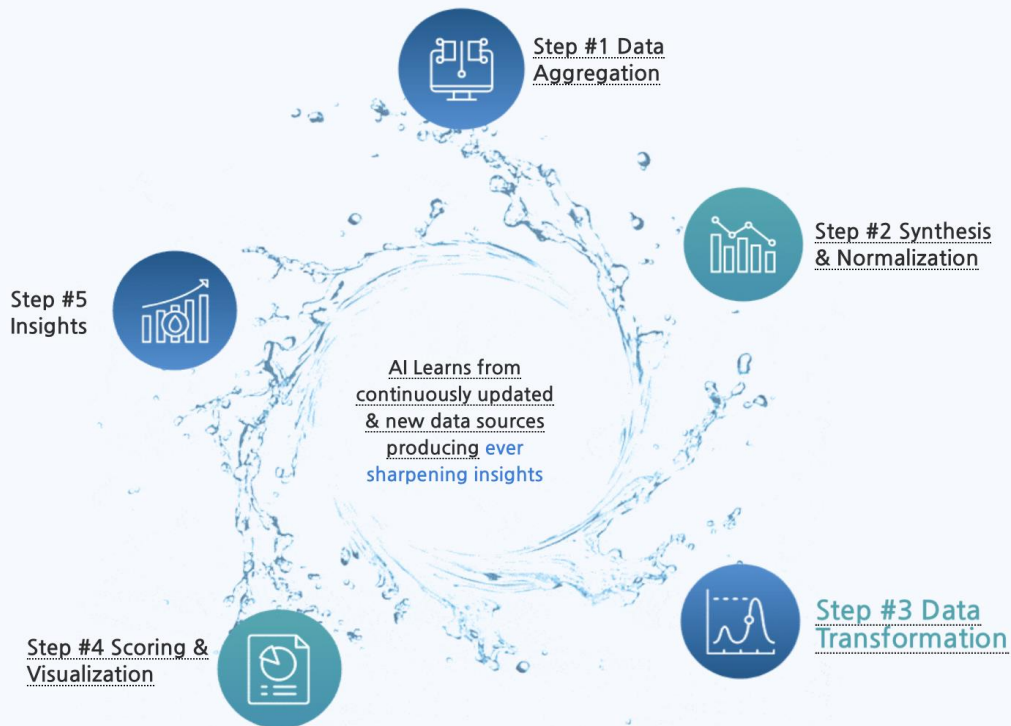 Step #1 Data
Aggregation
Step #2 Synthesis
& Normalization
Step #5
Insights
AI Learns from
continuously updated
& new data sources
producing ever
sharpening insights
Step #3 Data
Transformation
Step #4 Scoring &
Visualization